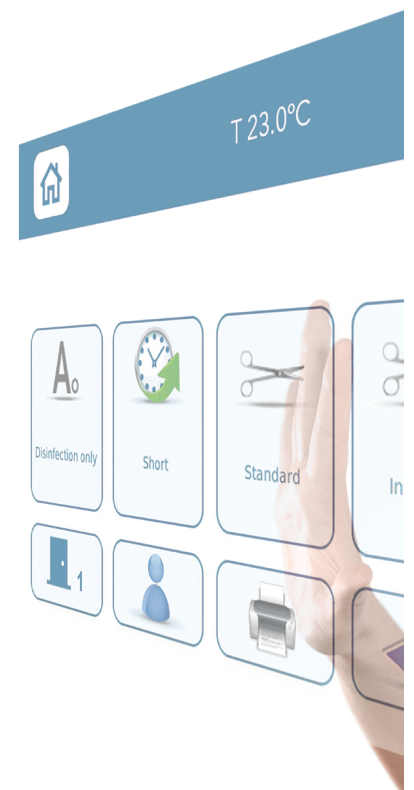 T 23.0°C
A₀
Disinfection only
Short
Standard
In
1